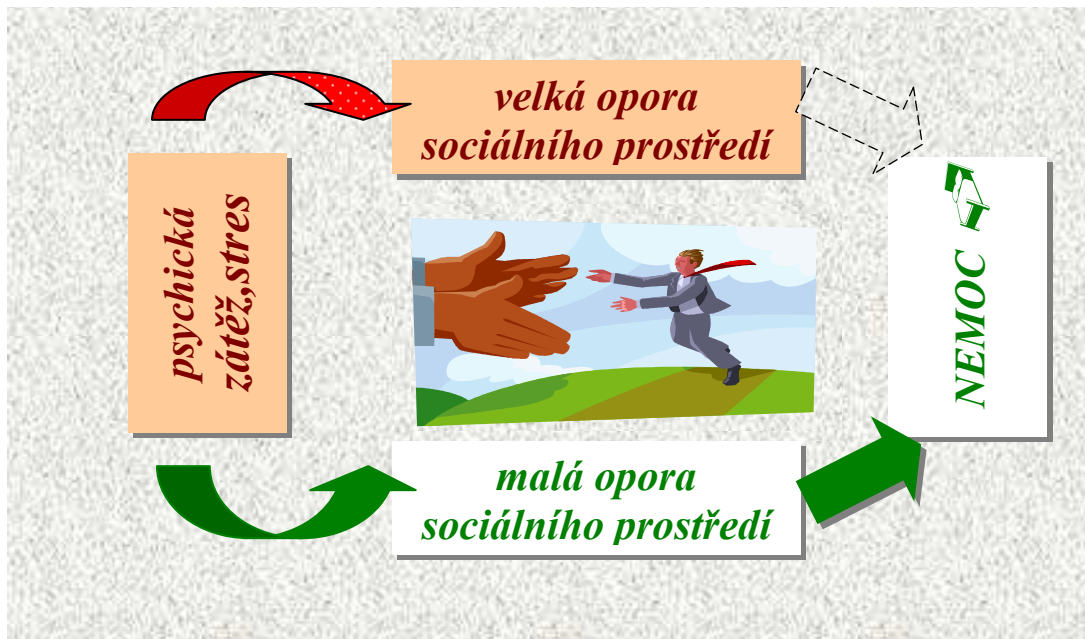 velká opora
sociálního prostředí
psychická
zátěž,stres
NEMOC
malá opora
sociálního prostředí